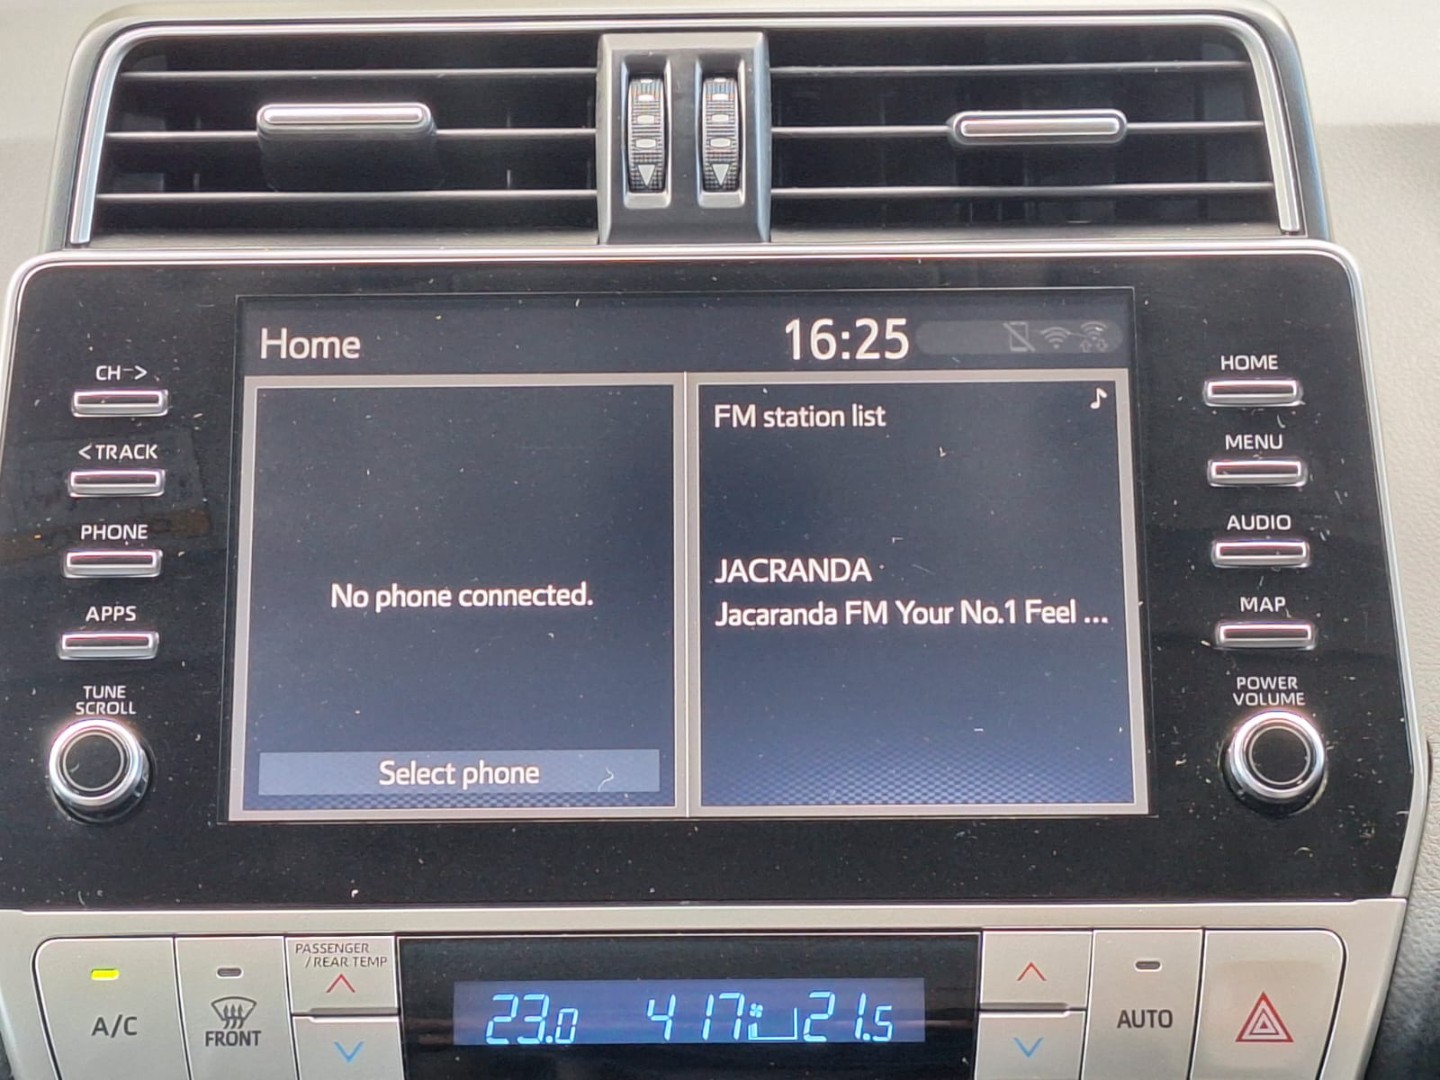 Home
16:25
CH->
<TRACK
PHONE
APPS
TUNE
SCROLL
No phone connected.
Select phone >
FM station list
JACRANDA
Jacaranda FM Your No.1 Feel ...
HOME
MENU
AUDIO
MAP
POWER
VOLUME
A/C
FRONT
PASSENGER
/REAR TEMP
23.0
4 17
21.5
AUTO